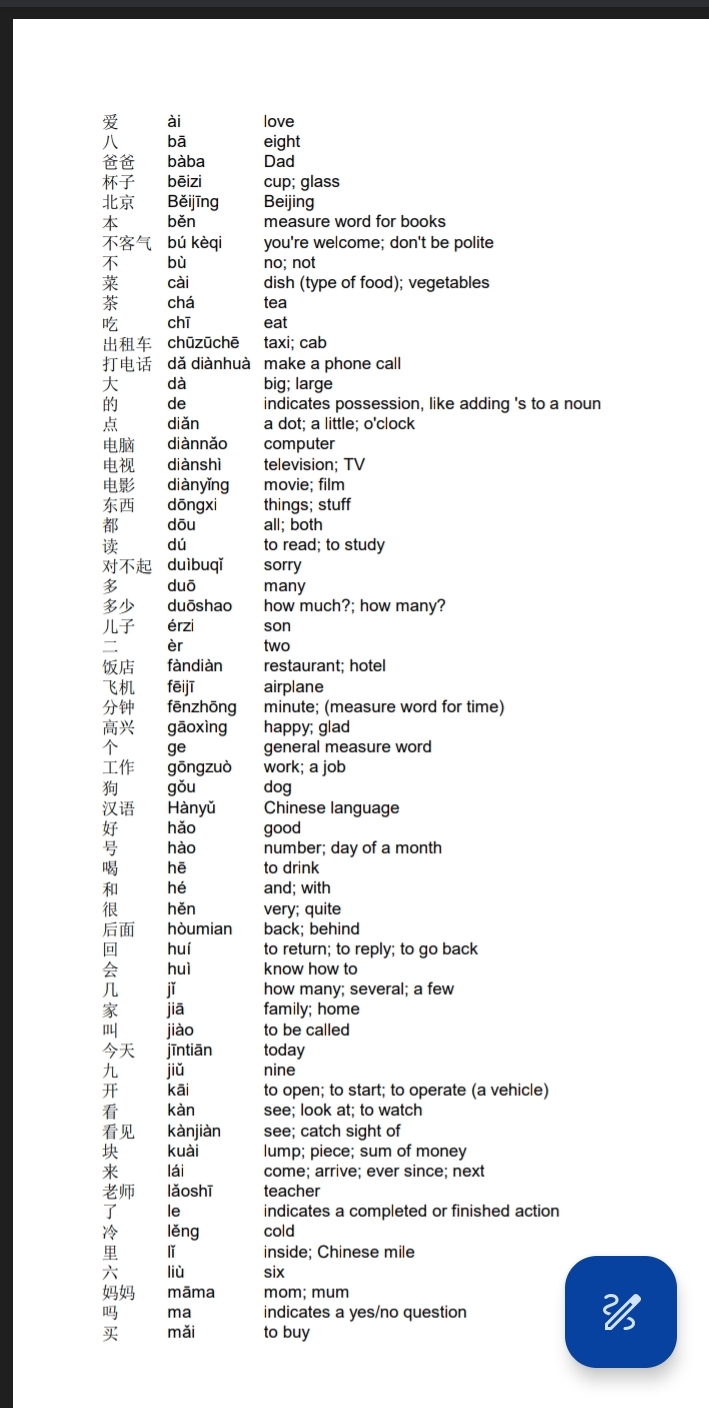 爱 ài love
八 bā eight
爸爸 bàba Dad
杯子 bēizi cup; glass
北京 Běijīng Beijing
本 běn measure word for books
不客气 bú kèqi you're welcome; don't be polite
不 bù no; not
菜 cài dish (type of food); vegetables
茶 chá tea
吃 chī eat
出租车 chūzūchē taxi; cab
打电话 dǎ diànhuà make a phone call
大 dà big; large
的 de indicates possession, like adding 's to a noun
点 diǎn a dot; a little; o'clock
电脑 diànnǎo computer
电视 diànshì television; TV
电影 diànyǐng movie; film
东西 dōngxi things; stuff
都 dōu all; both
读 dú to read; to study
对不起 duìbuqǐ sorry
多 duō many
多少 duōshao how much?; how many?
儿子 érzi son
二 èr two
饭店 fàndiàn restaurant; hotel
飞机 fēijī airplane
分钟 fēnzhōng minute; (measure word for time)
高兴 gāoxìng happy; glad
个 ge general measure word
工作 gōngzuò work; a job
狗 gǒu dog
汉语 Hànyǔ Chinese language
好 hǎo good
号 hào number; day of a month
喝 hē to drink
和 hé and; with
很 hěn very; quite
后面 hòumian back; behind
回 huí to return; to reply; to go back
会 huì know how to
几 jǐ how many; several; a few
家 jiā family; home
叫 jiào to be called
今天 jīntiān today
九 jiǔ nine
开 kāi to open; to start; to operate (a vehicle)
看 kàn see; look at; to watch
看见 kànjiàn see; catch sight of
块 kuài lump; piece; sum of money
来 lái come; arrive; ever since; next
老师 lǎoshī teacher
了 le indicates a completed or finished action
冷 lěng cold
里 lǐ inside; Chinese mile
六 liù six
妈妈 māma mom; mum
吗 ma indicates a yes/no question
买 mǎi to buy